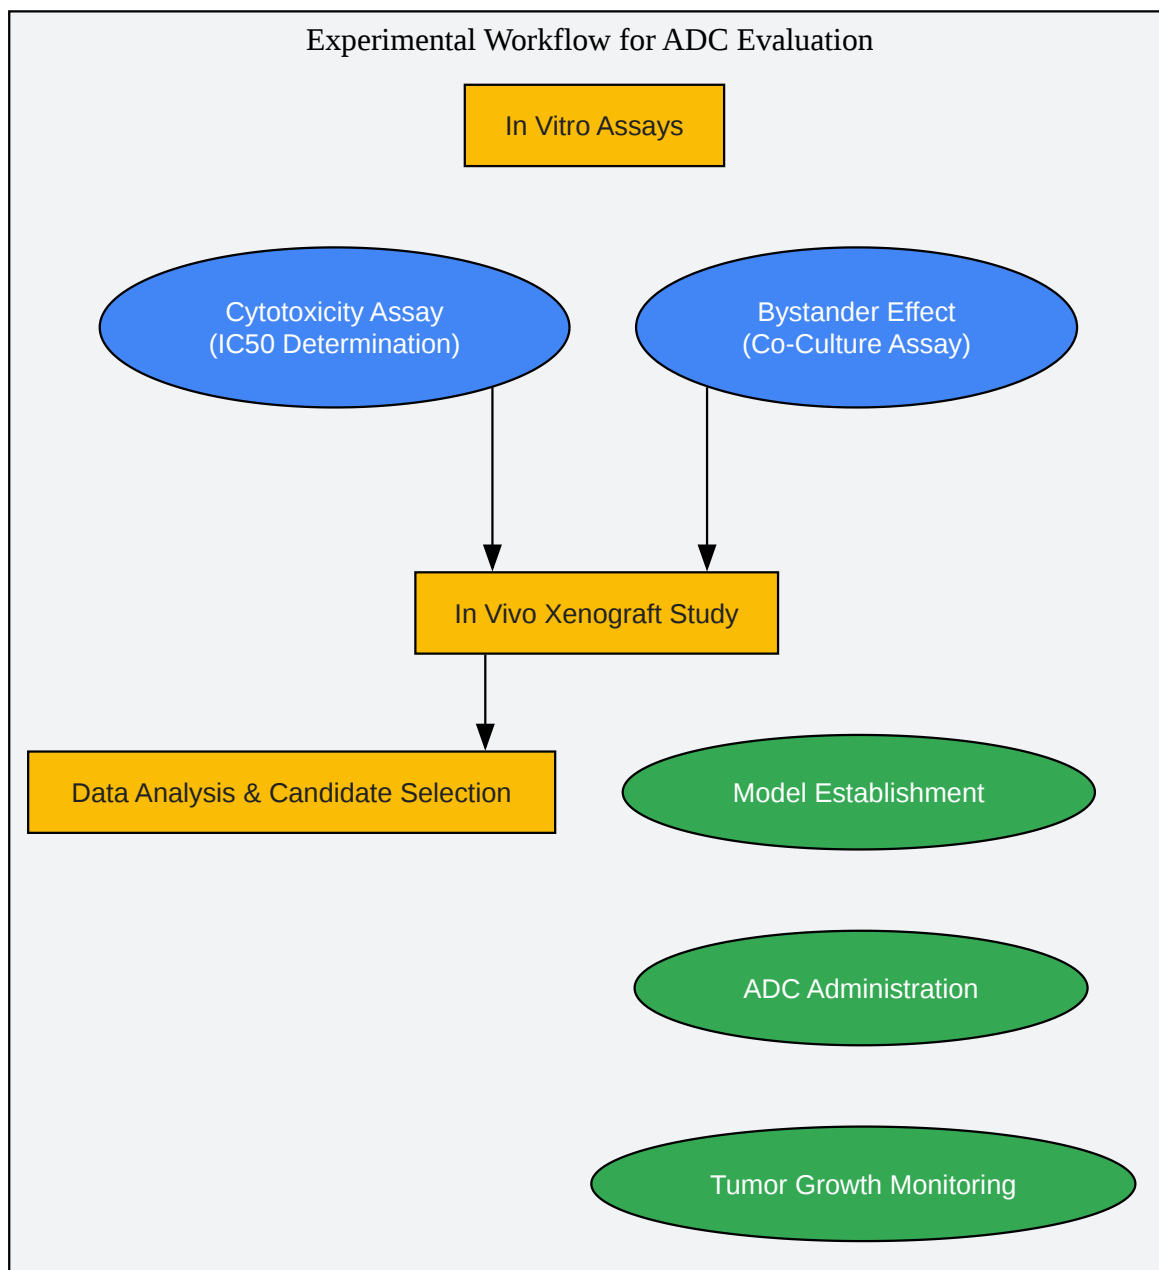 Experimental Workflow for ADC Evaluation
In Vitro Assays
Cytotoxicity Assay
(IC50 Determination)
Bystander Effect
(Co-Culture Assay)
In Vivo Xenograft Study
Data Analysis & Candidate Selection
Model Establishment
ADC Administration
Tumor Growth Monitoring